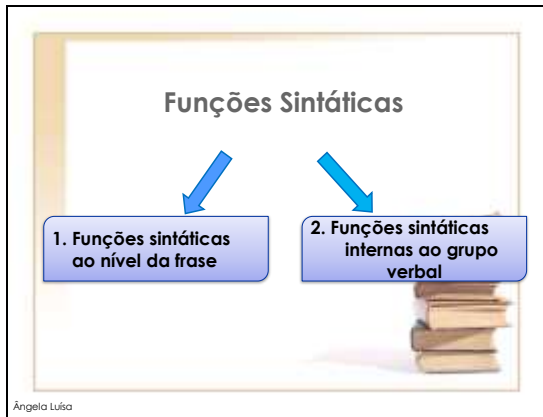 Funções Sintáticas
1. Funções sintáticas
ao nível da frase
2. Funções sintáticas
internas ao grupo
verbal
Ângela Luísa